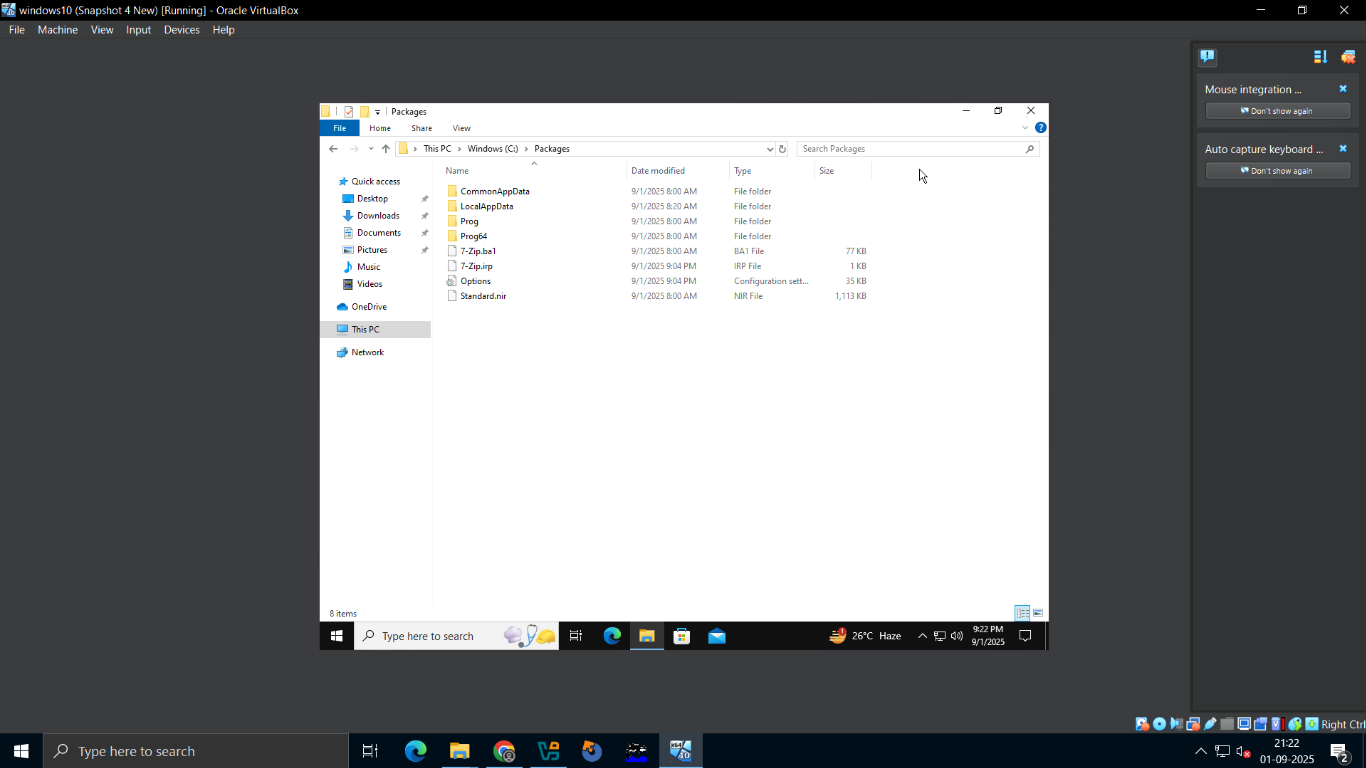 windows10 (Snapshot 4 New) [Running] - Oracle VirtualBox
File Machine View Input Devices Help
Mouse integration ...
Don't show again
Auto capture keyboard ...
Don't show again
Packages
File Home Share View
This PC > Windows (C:) > Packages
Search Packages
Name Date modified Type Size
Quick access
Desktop
Downloads
Documents
Pictures
Music
Videos
OneDrive
This PC
Network
CommonAppData 9/1/2025 8:00 AM File folder
LocalAppData 9/1/2025 8:20 AM File folder
Prog 9/1/2025 8:00 AM File folder
Prog64 9/1/2025 8:00 AM File folder
7-Zip.ba1 9/1/2025 8:00 AM BA1 File 77 KB
7-Zip.irp 9/1/2025 9:04 PM IRP File 1 KB
Options 9/1/2025 9:04 PM Configuration sett... 35 KB
Standard.nir 9/1/2025 8:00 AM NIR File 1,113 KB
8 items
Type here to search
26°C Haze
9:22 PM
9/1/2025
Right Ctrl
Type here to search
X64
21:22
01-09-2025
2